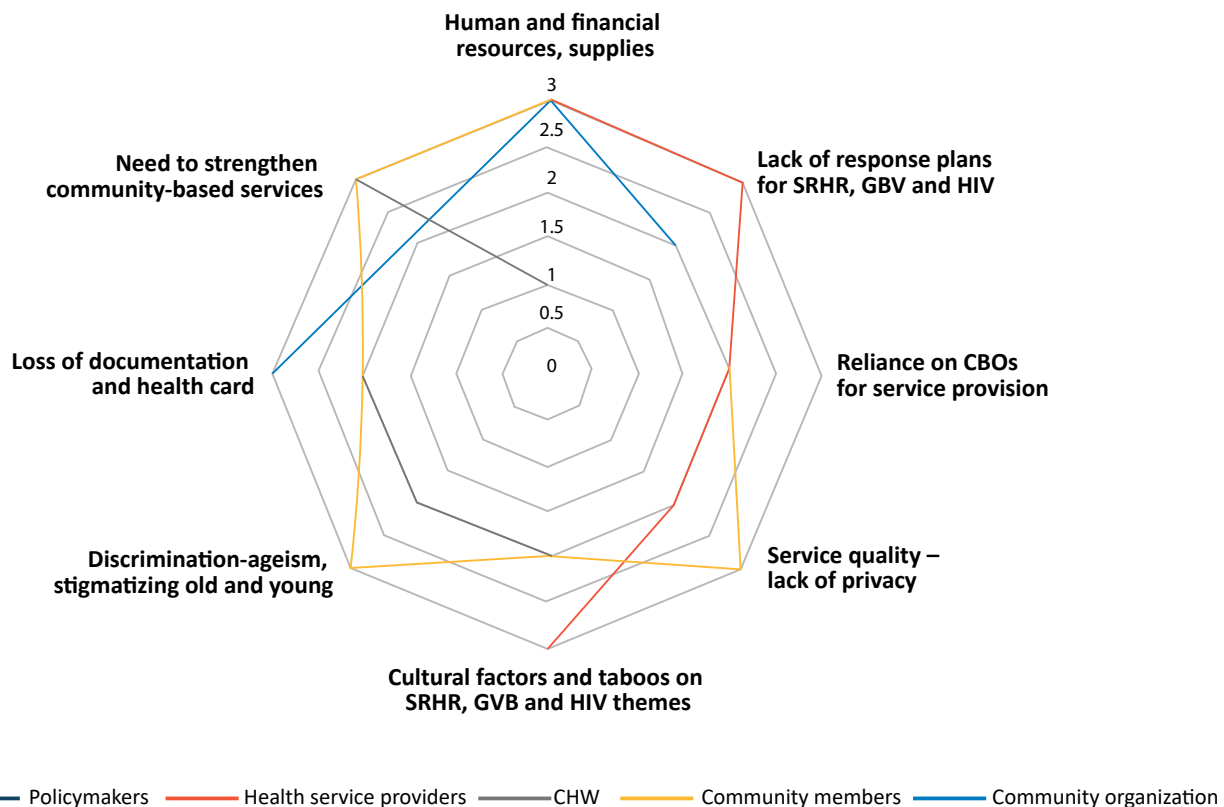 Human and financial
resources, supplies
3
2.5
2
1.5
1
0.5
0
Lack of response plans
for SRHR, GBV and HIV
Reliance on CBOs
for service provision
Service quality –
lack of privacy
Cultural factors and taboos on
SRHR, GVB and HIV themes
Discrimination-ageism,
stigmatizing old and young
Loss of documentation
and health card
Need to strengthen
community-based services
Policymakers
Health service providers
CHW
Community members
Community organization